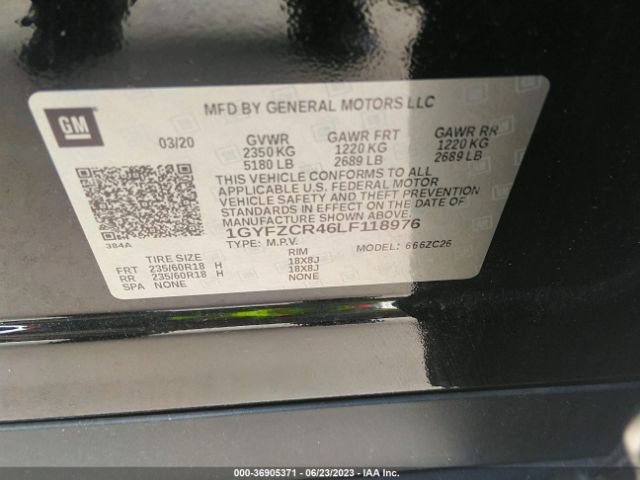 GM
MFD BY GENERAL MOTORS LLC
03/20 GVWR GAWR FRT GAWR RR
2350 KG 1220 KG 1220 KG
5180 LB 2689 LB 2689 LB
THIS VEHICLE CONFORMS TO ALL
APPLICABLE U.S. FEDERAL MOTOR
VEHICLE SAFETY AND THEFT PREVENTION
STANDARDS IN EFFECT ON THE DATE OF
MANUFACTURE SHOWN ABOVE.
1GYFZCR46LF118976
384A TYPE: M.P.V. MODEL: 666ZC26
TIRE SIZE RIM
FRT 235/60R18 H 18X8J
RR 235/60R18 H 18X8J
SPA NONE NONE
000-36905371 - 06/23/2023 - IAA Inc.